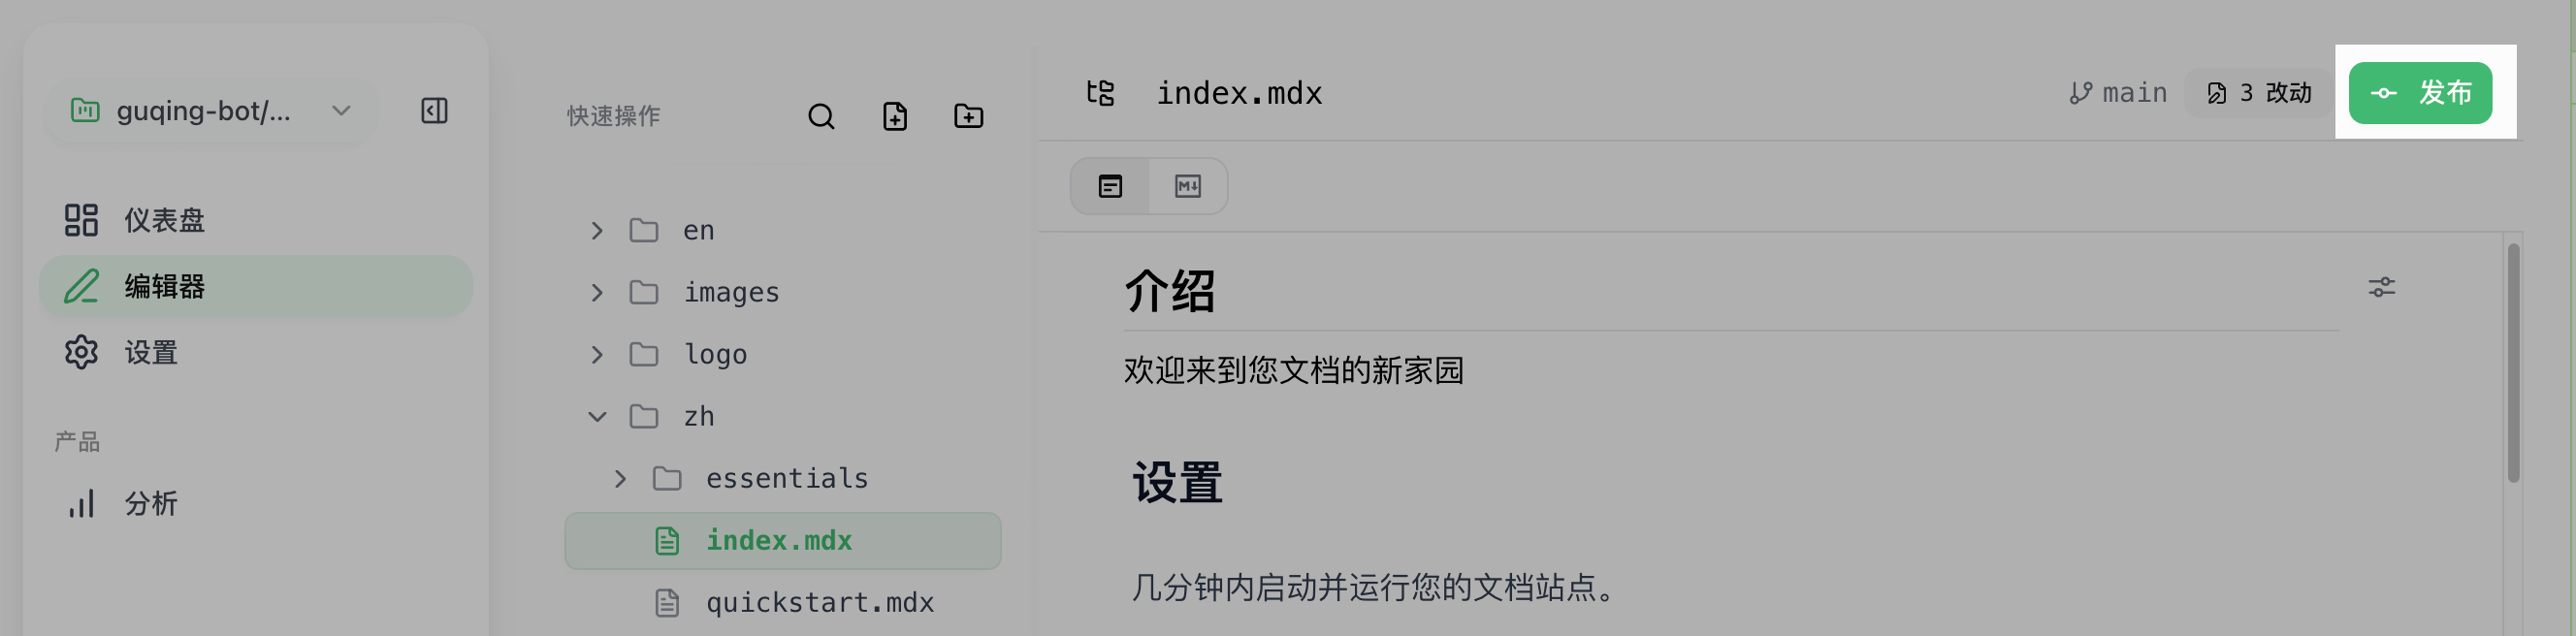 guqing-bot/...
仪表盘
编辑器
设置
产品
分析
快速操作
en
images
logo
zh
essentials
index.mdx
quickstart.mdx
index.mdx
main
3 改动
发布
介绍
欢迎来到您文档的新家园
设置
几分钟内启动并运行您的文档站点。